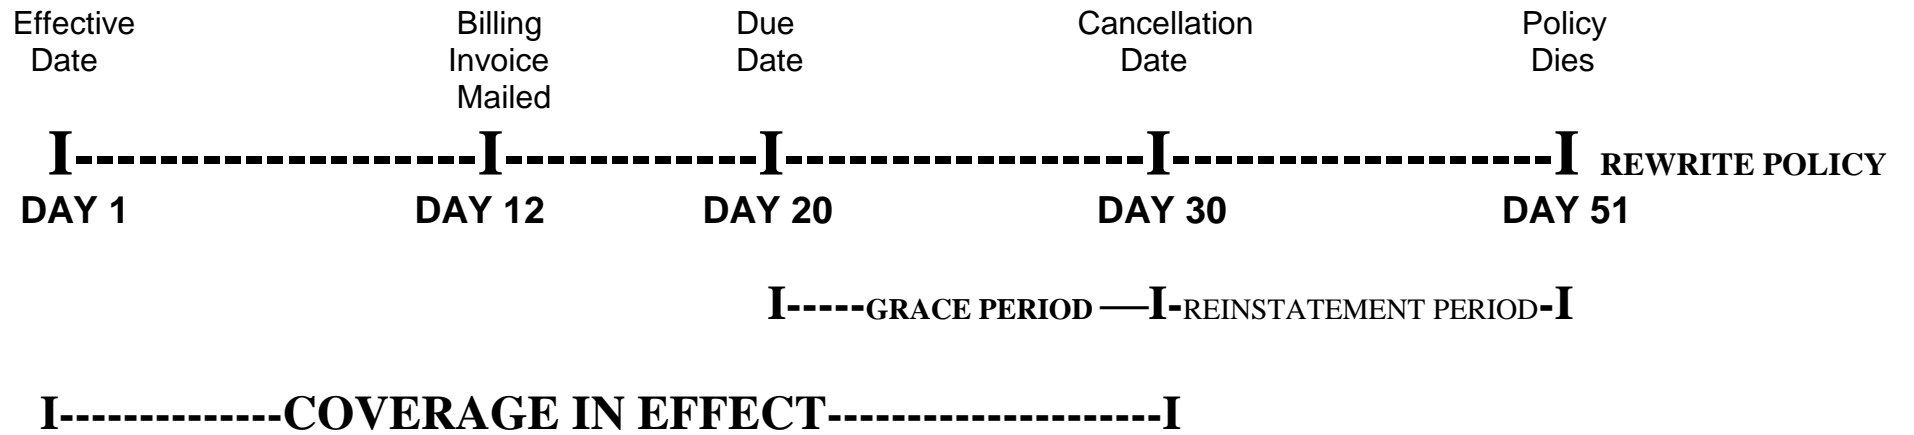 Effective Billing Due Cancellation Policy
Date Invoice Date Date Dies
Mailed
I-------------------I------------I-----------------I------------------I REWRITE POLICY
DAY 1 DAY 12 DAY 20 DAY 30 DAY 51
I-----GRACE PERIOD —–I-REINSTATEMENT PERIOD-I
I--------------COVERAGE IN EFFECT---------------------I